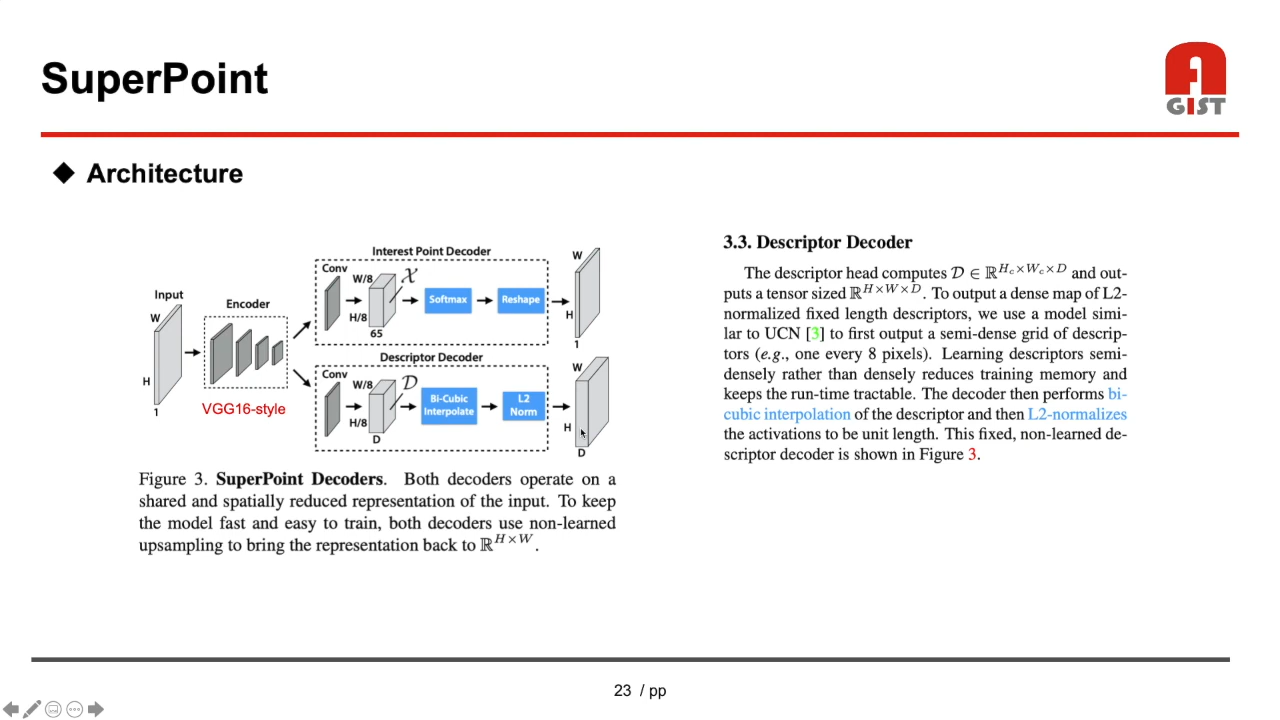 SuperPoint
GIST
◆ Architecture
Interest Point Decoder
Input
W
H
1
Encoder
VGG16-style
Conv
W/8
H/8
65
𝒳
Softmax
Reshape
W
H
1
Descriptor Decoder
Conv
W/8
H/8
D
𝒟
Bi-Cubic
Interpolate
L2
Norm
W
H
D
Figure 3. SuperPoint Decoders. Both decoders operate on a
shared and spatially reduced representation of the input. To keep
the model fast and easy to train, both decoders use non-learned
upsampling to bring the representation back to ℝ^{H×W}.
3.3. Descriptor Decoder
The descriptor head computes 𝒟 ∈ ℝ^{H_c×W_c×D} and out-
puts a tensor sized ℝ^{H×W×D}. To output a dense map of L2-
normalized fixed length descriptors, we use a model simi-
lar to UCN [3] to first output a semi-dense grid of descrip-
tors (e.g., one every 8 pixels). Learning descriptors semi-
densely rather than densely reduces training memory and
keeps the run-time tractable. The decoder then performs bi-
cubic interpolation of the descriptor and then L2-normalizes
the activations to be unit length. This fixed, non-learned de-
scriptor decoder is shown in Figure 3.
23 / pp